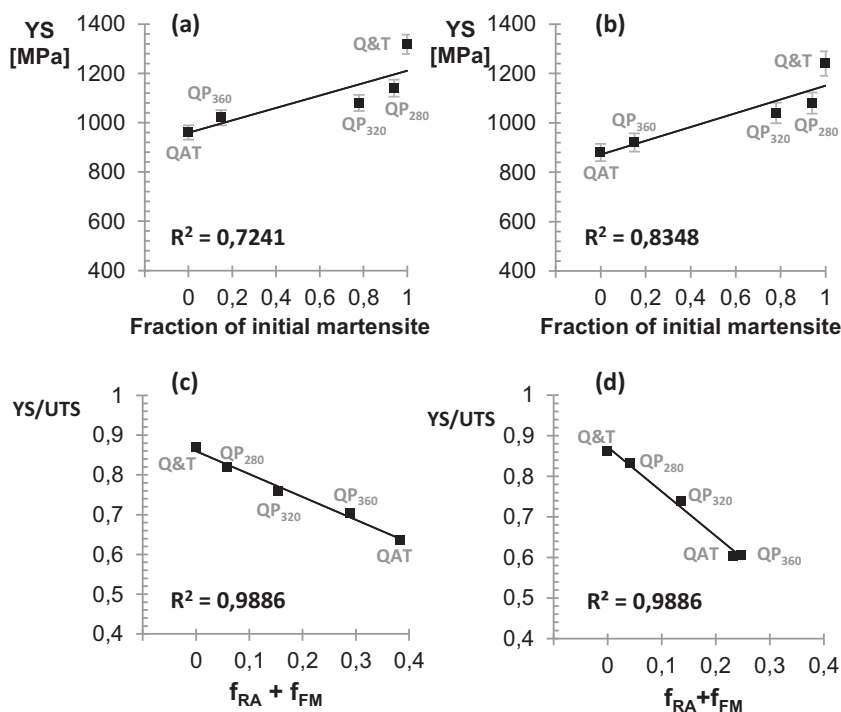 YS
[MPa]
(a)
1400
1200
1000
800
600
400
Q&T
QP360
QP320
QP280
QAT
R² = 0,7241
0 0,2 0,4 0,6 0,8 1
Fraction of initial martensite
YS
[MPa]
(b)
1400
1200
1000
800
600
400
Q&T
QP360
QP320
QP280
QAT
R² = 0,8348
0 0,2 0,4 0,6 0,8 1
Fraction of initial martensite
(c)
YS/UTS
1
0,9
0,8
0,7
0,6
0,5
0,4
Q&T
QP280
QP320
QP360
QAT
R² = 0,9886
0 0,1 0,2 0,3 0,4
fRA + fFM
(d)
YS/UTS
1
0,9
0,8
0,7
0,6
0,5
0,4
Q&T
QP280
QP320
QAT
QP360
R² = 0,9886
0 0,1 0,2 0,3 0,4
fRA+fFM